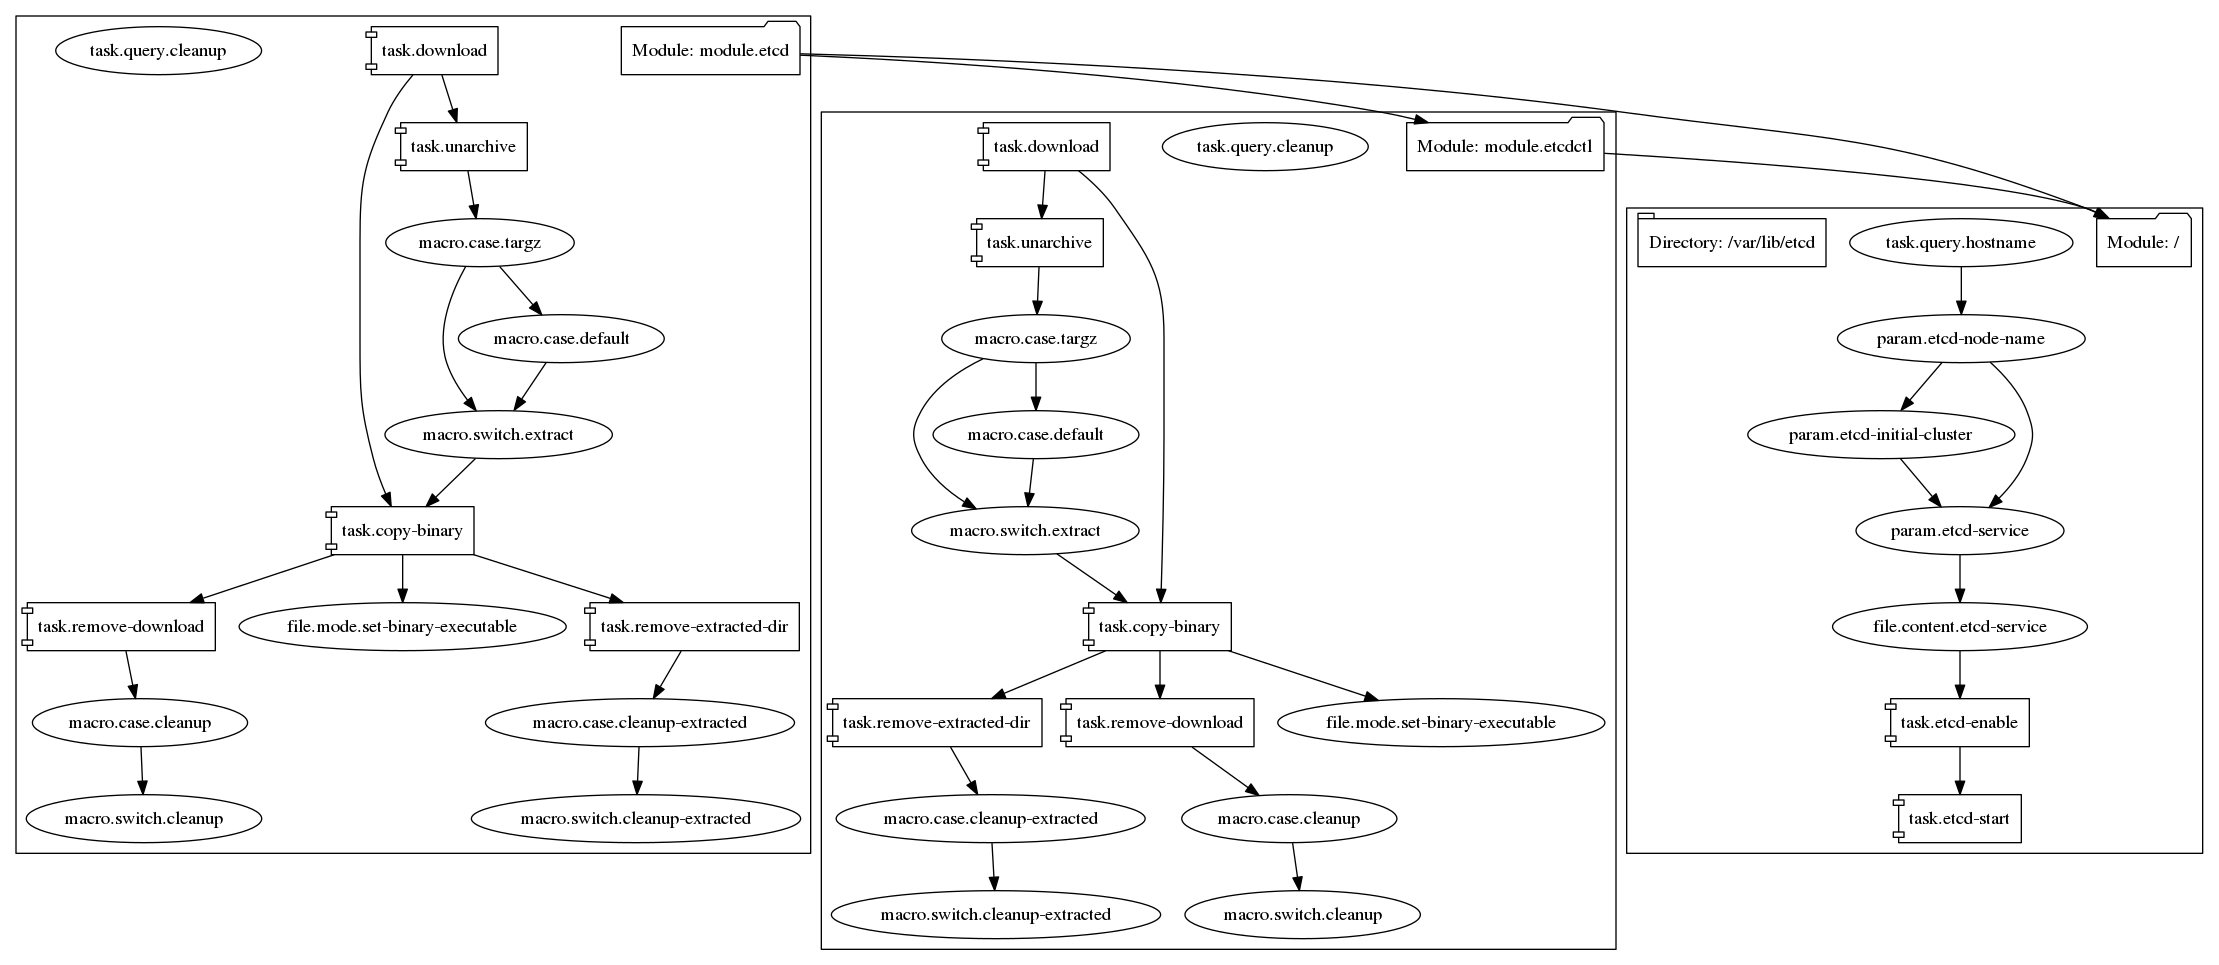 task.query.cleanup
task.download
Module: module.etcd
task.unarchive
macro.case.targz
macro.case.default
macro.switch.extract
task.copy-binary
task.remove-download
file.mode.set-binary-executable
task.remove-extracted-dir
macro.case.cleanup
macro.case.cleanup-extracted
macro.switch.cleanup
macro.switch.cleanup-extracted
task.download
task.query.cleanup
Module: module.etcdctl
task.unarchive
macro.case.targz
macro.case.default
macro.switch.extract
task.copy-binary
task.remove-extracted-dir
task.remove-download
file.mode.set-binary-executable
macro.case.cleanup-extracted
macro.case.cleanup
macro.switch.cleanup-extracted
macro.switch.cleanup
Directory: /var/lib/etcd
task.query.hostname
Module: /
param.etcd-node-name
param.etcd-initial-cluster
param.etcd-service
file.content.etcd-service
task.etcd-enable
task.etcd-start